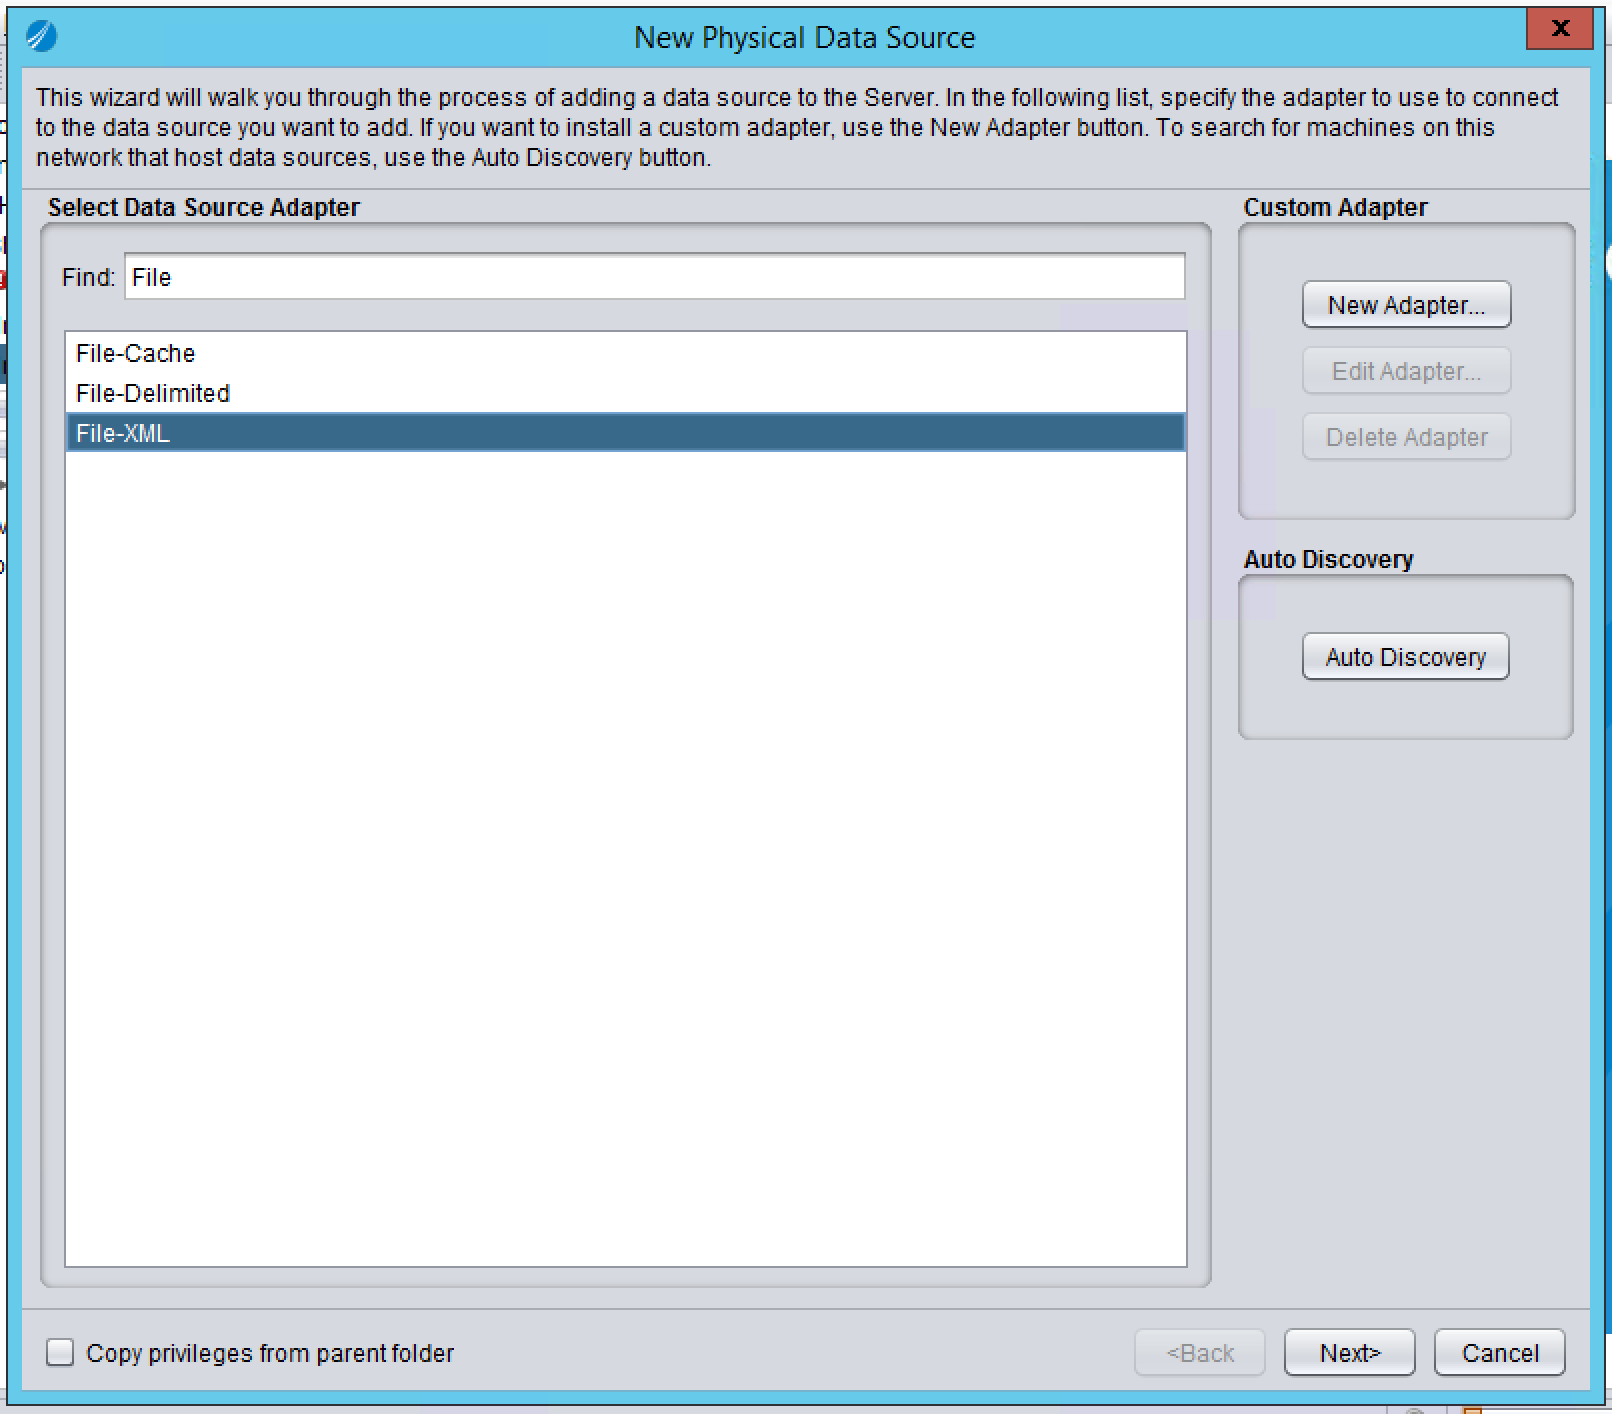 New Physical Data Source
x
This wizard will walk you through the process of adding a data source to the Server. In the following list, specify the adapter to use to connect
to the data source you want to add. If you want to install a custom adapter, use the New Adapter button. To search for machines on this
network that host data sources, use the Auto Discovery button.
Select Data Source Adapter
Find: File
File-Cache
File-Delimited
File-XML
Custom Adapter
New Adapter...
Edit Adapter...
Delete Adapter
Auto Discovery
Auto Discovery
Copy privileges from parent folder
<Back
Next>
Cancel